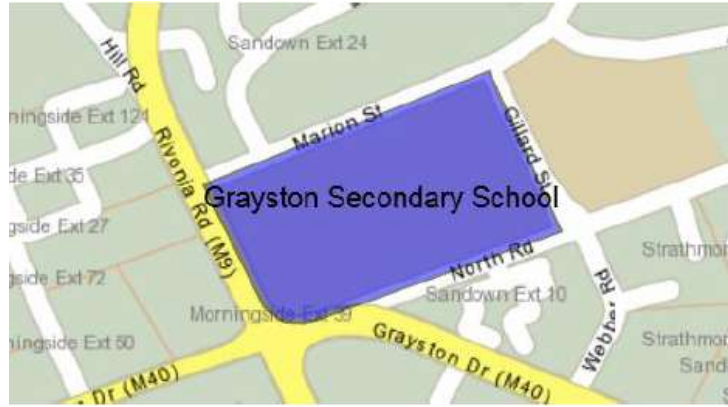 Sandown Ext 24
Hill Rd
ningside Ext 124
Marion St
Gillard St
Rivonia Rd (M9)
de Ext 35
Grayston Secondary School
gside Ext 27
North Rd
Strathmor
gside Ext 72
Sandown Ext 10
Webber Rd
Morningside Ext 39
ningside Ext 50
Grayston Dr (M40)
Strathmor
Sand
n Dr (M40)